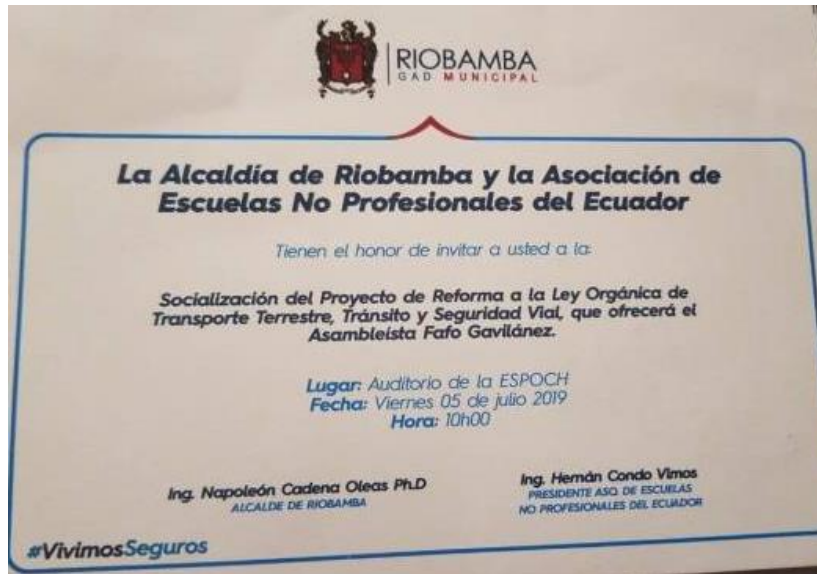 RIOBAMBA
GAD MUNICIPAL
La Alcaldía de Riobamba y la Asociación de
Escuelas No Profesionales del Ecuador
Tienen el honor de invitar a usted a la:
Socialización del Proyecto de Reforma a la Ley Orgánica de
Transporte Terrestre, Tránsito y Seguridad Vial, que ofrecerá el
Asambleísta Fafo Gavilánez.
Lugar: Auditorio de la ESPOCH
Fecha: Viernes 05 de julio 2019
Hora: 10h00
Ing. Napoleón Cadena Oleas Ph.D
ALCALDE DE RIOBAMBA
Ing. Hernán Condo Vimos
PRESIDENTE ASO. DE ESCUELAS
NO PROFESIONALES DEL ECUADOR
#VivimosSeguros